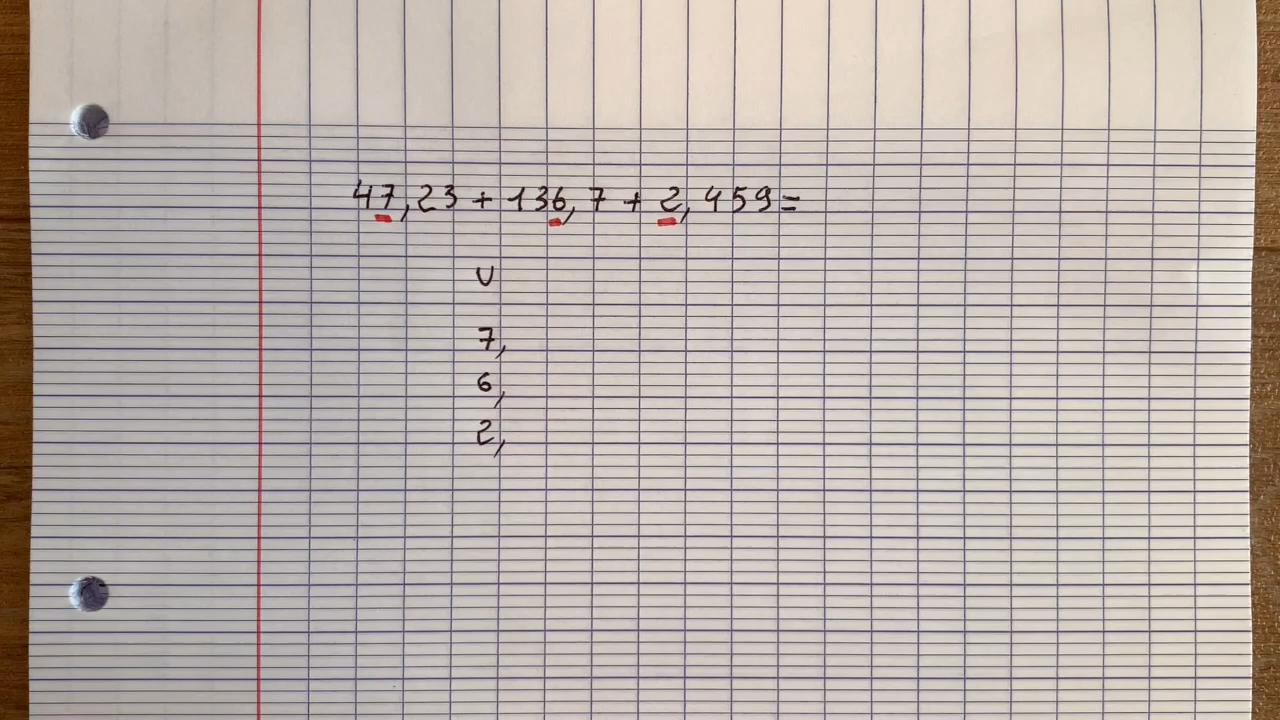 47,23 + 136,7 + 2,459 =
U
7,
6,
2,